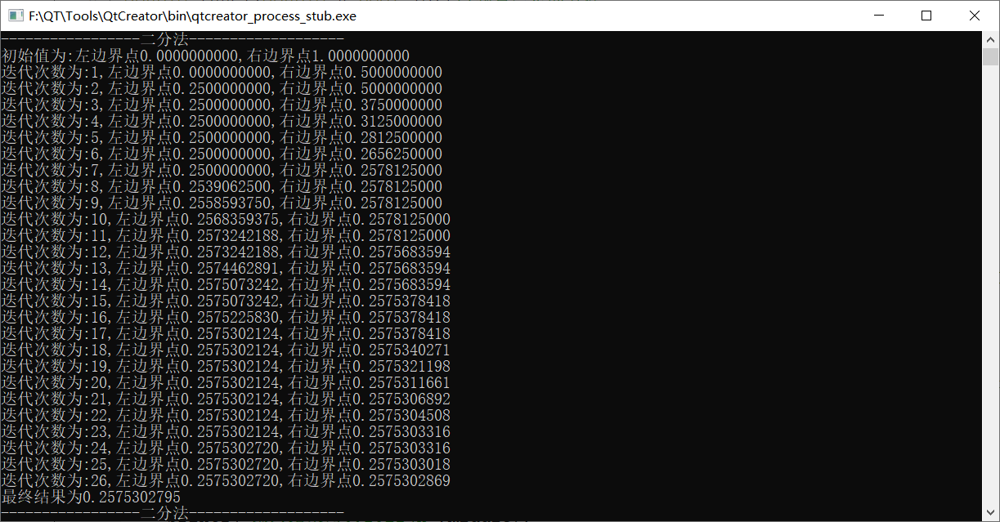 F:\QT\Tools\QtCreator\bin\qtcreator_process_stub.exe
-----------------二分法-------------------
初始值为:左边界点0.0000000000,右边界点1.0000000000
迭代次数为:1,左边界点0.0000000000,右边界点0.5000000000
迭代次数为:2,左边界点0.2500000000,右边界点0.5000000000
迭代次数为:3,左边界点0.2500000000,右边界点0.3750000000
迭代次数为:4,左边界点0.2500000000,右边界点0.3125000000
迭代次数为:5,左边界点0.2500000000,右边界点0.2812500000
迭代次数为:6,左边界点0.2500000000,右边界点0.2656250000
迭代次数为:7,左边界点0.2500000000,右边界点0.2578125000
迭代次数为:8,左边界点0.2539062500,右边界点0.2578125000
迭代次数为:9,左边界点0.2558593750,右边界点0.2578125000
迭代次数为:10,左边界点0.2568359375,右边界点0.2578125000
迭代次数为:11,左边界点0.2573242188,右边界点0.2578125000
迭代次数为:12,左边界点0.2573242188,右边界点0.2575683594
迭代次数为:13,左边界点0.2574462891,右边界点0.2575683594
迭代次数为:14,左边界点0.2575073242,右边界点0.2575683594
迭代次数为:15,左边界点0.2575073242,右边界点0.2575378418
迭代次数为:16,左边界点0.2575225830,右边界点0.2575378418
迭代次数为:17,左边界点0.2575302124,右边界点0.2575378418
迭代次数为:18,左边界点0.2575302124,右边界点0.2575340271
迭代次数为:19,左边界点0.2575302124,右边界点0.2575321198
迭代次数为:20,左边界点0.2575302124,右边界点0.2575311661
迭代次数为:21,左边界点0.2575302124,右边界点0.2575306892
迭代次数为:22,左边界点0.2575302124,右边界点0.2575304508
迭代次数为:23,左边界点0.2575302124,右边界点0.2575303316
迭代次数为:24,左边界点0.2575302720,右边界点0.2575303316
迭代次数为:25,左边界点0.2575302720,右边界点0.2575303018
迭代次数为:26,左边界点0.2575302720,右边界点0.2575302869
最终结果为0.2575302795
-----------------二分法-------------------